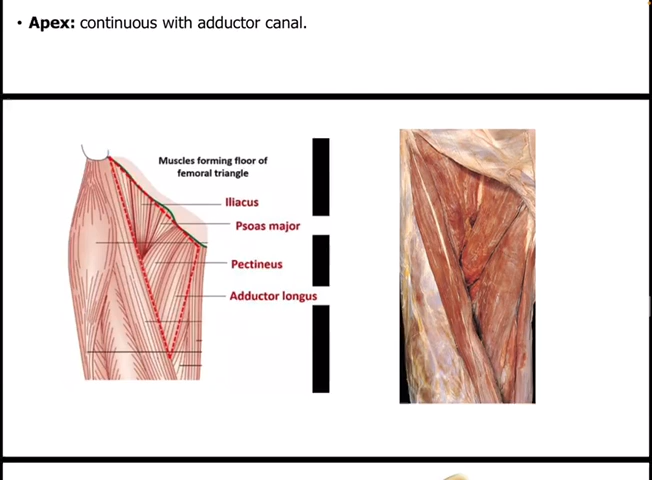 • Apex: continuous with adductor canal.
Muscles forming floor of
femoral triangle
Iliacus
Psoas major
Pectineus
Adductor longus